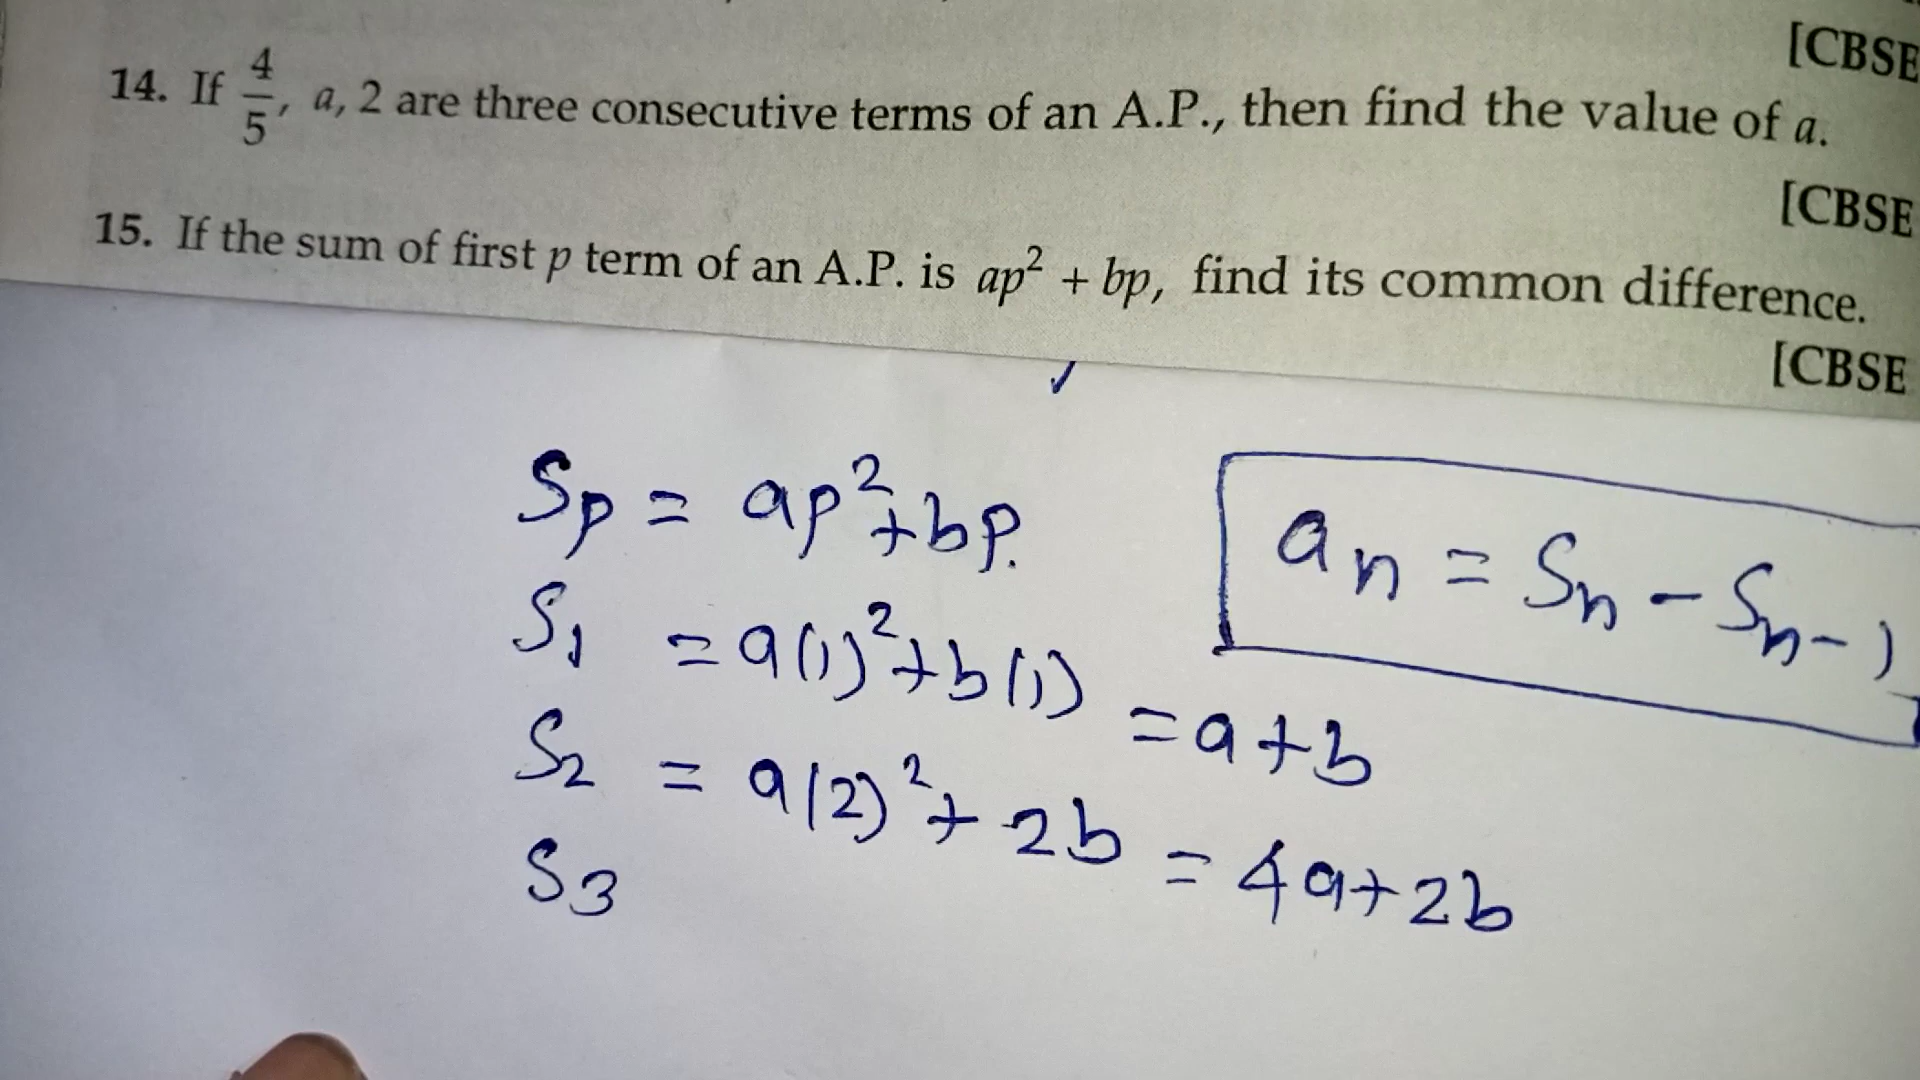 [CBSE
14. If 4/5, a, 2 are three consecutive terms of an A.P., then find the value of a.
[CBSE
15. If the sum of first p term of an A.P. is ap² + bp, find its common difference.
[CBSE
Sp = ap²+bp.
an = Sn - Sn-1
S1 = a(1)²+b(1) = a+b
S2 = a(2)²+2b = 4a+2b
S3